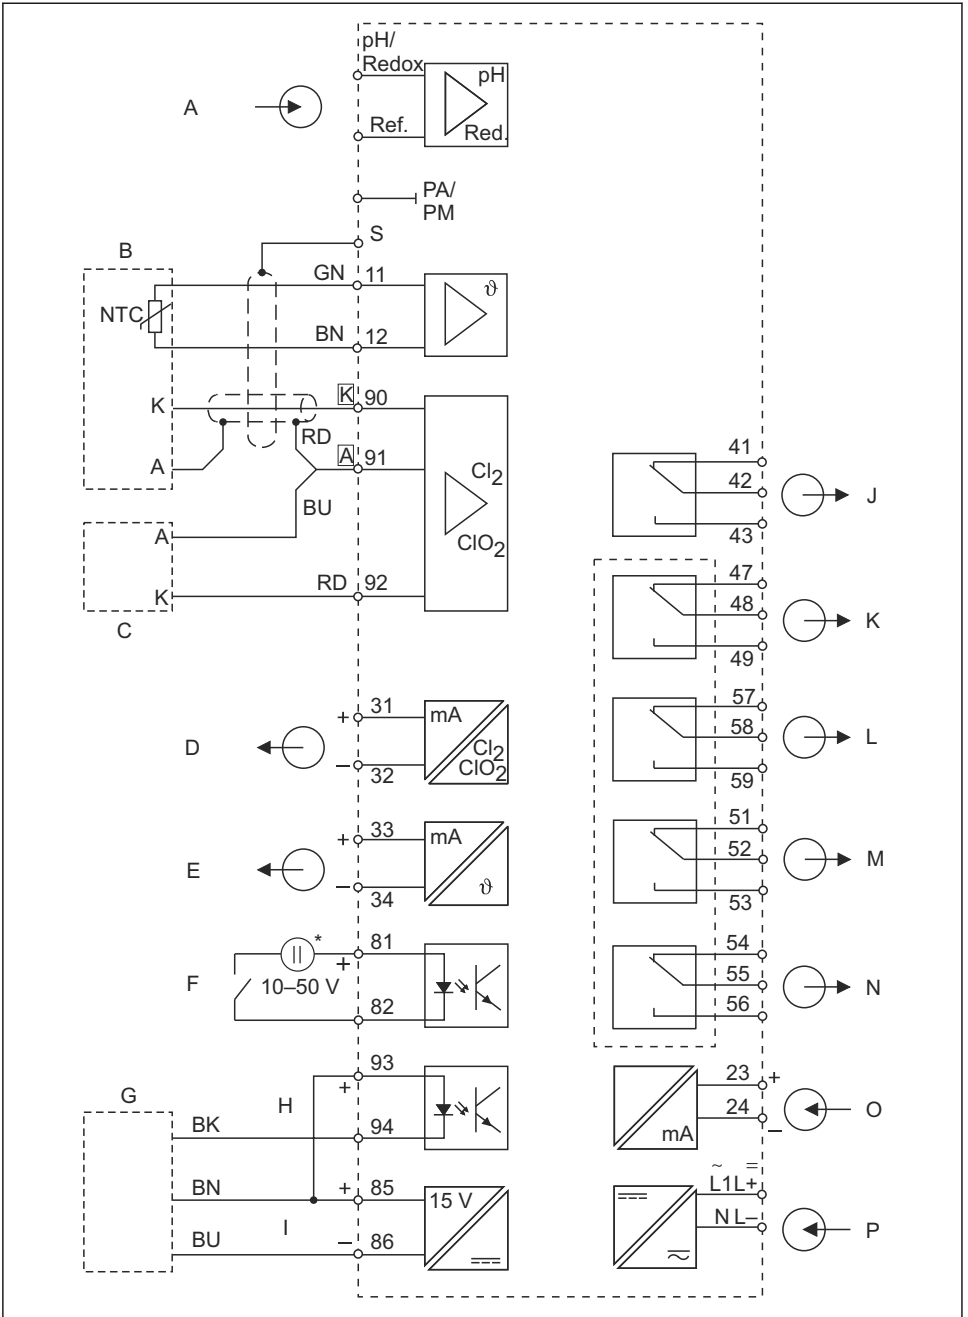 pH/
Redox
pH
A
Ref.
Red.
PA/
PM
S
B
GN 11
ϑ
NTC
BN 12
K
K 90
RD
A
A 91
Cl2
BU
ClO2
A
RD 92
K
C
41
42
J
43
47
48
K
49
+ 31
mA
D
Cl2
ClO2
– 32
57
58
L
59
+ 33
mA
E
ϑ
– 34
51
52
M
53
* 81
+
F
10–50 V
82
54
55
N
56
93
+
G
H
BK 94
BN + 85
15 V
I
BU – 86
23 +
24
O
mA
–
~ =
L1 L+
N L–
P